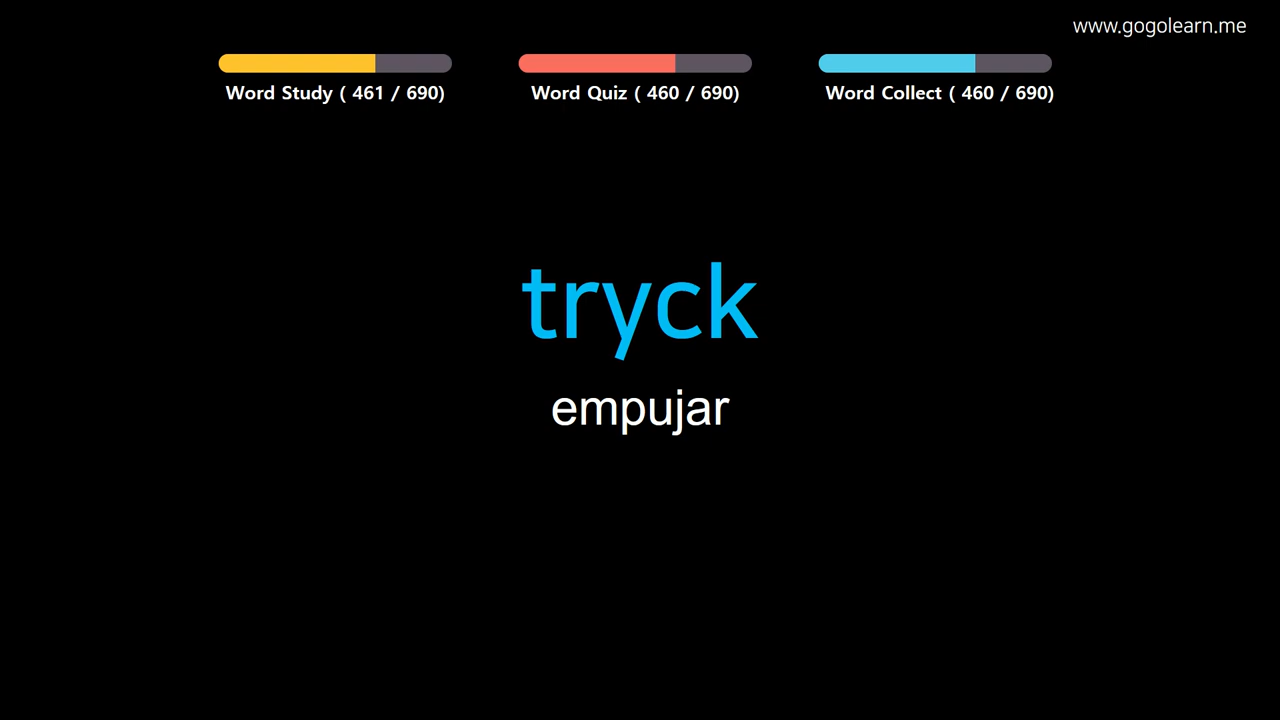 www.gogolearn.me
Word Study ( 461 / 690)
Word Quiz ( 460 / 690)
Word Collect ( 460 / 690)
tryck
empujar